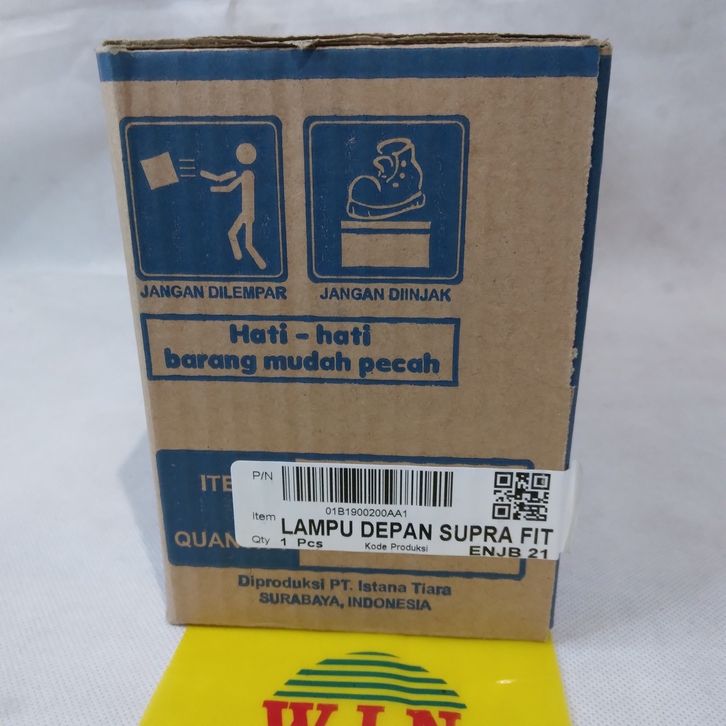 JANGAN DILEMPAR
JANGAN DIINJAK
Hati - hati
barang mudah pecah
P/N
01B1900200AA1
Item LAMPU DEPAN SUPRA FIT
Qty 1 Pcs Kode Produksi ENJB 21
Diproduksi PT. Istana Tiara
SURABAYA, INDONESIA
WIN